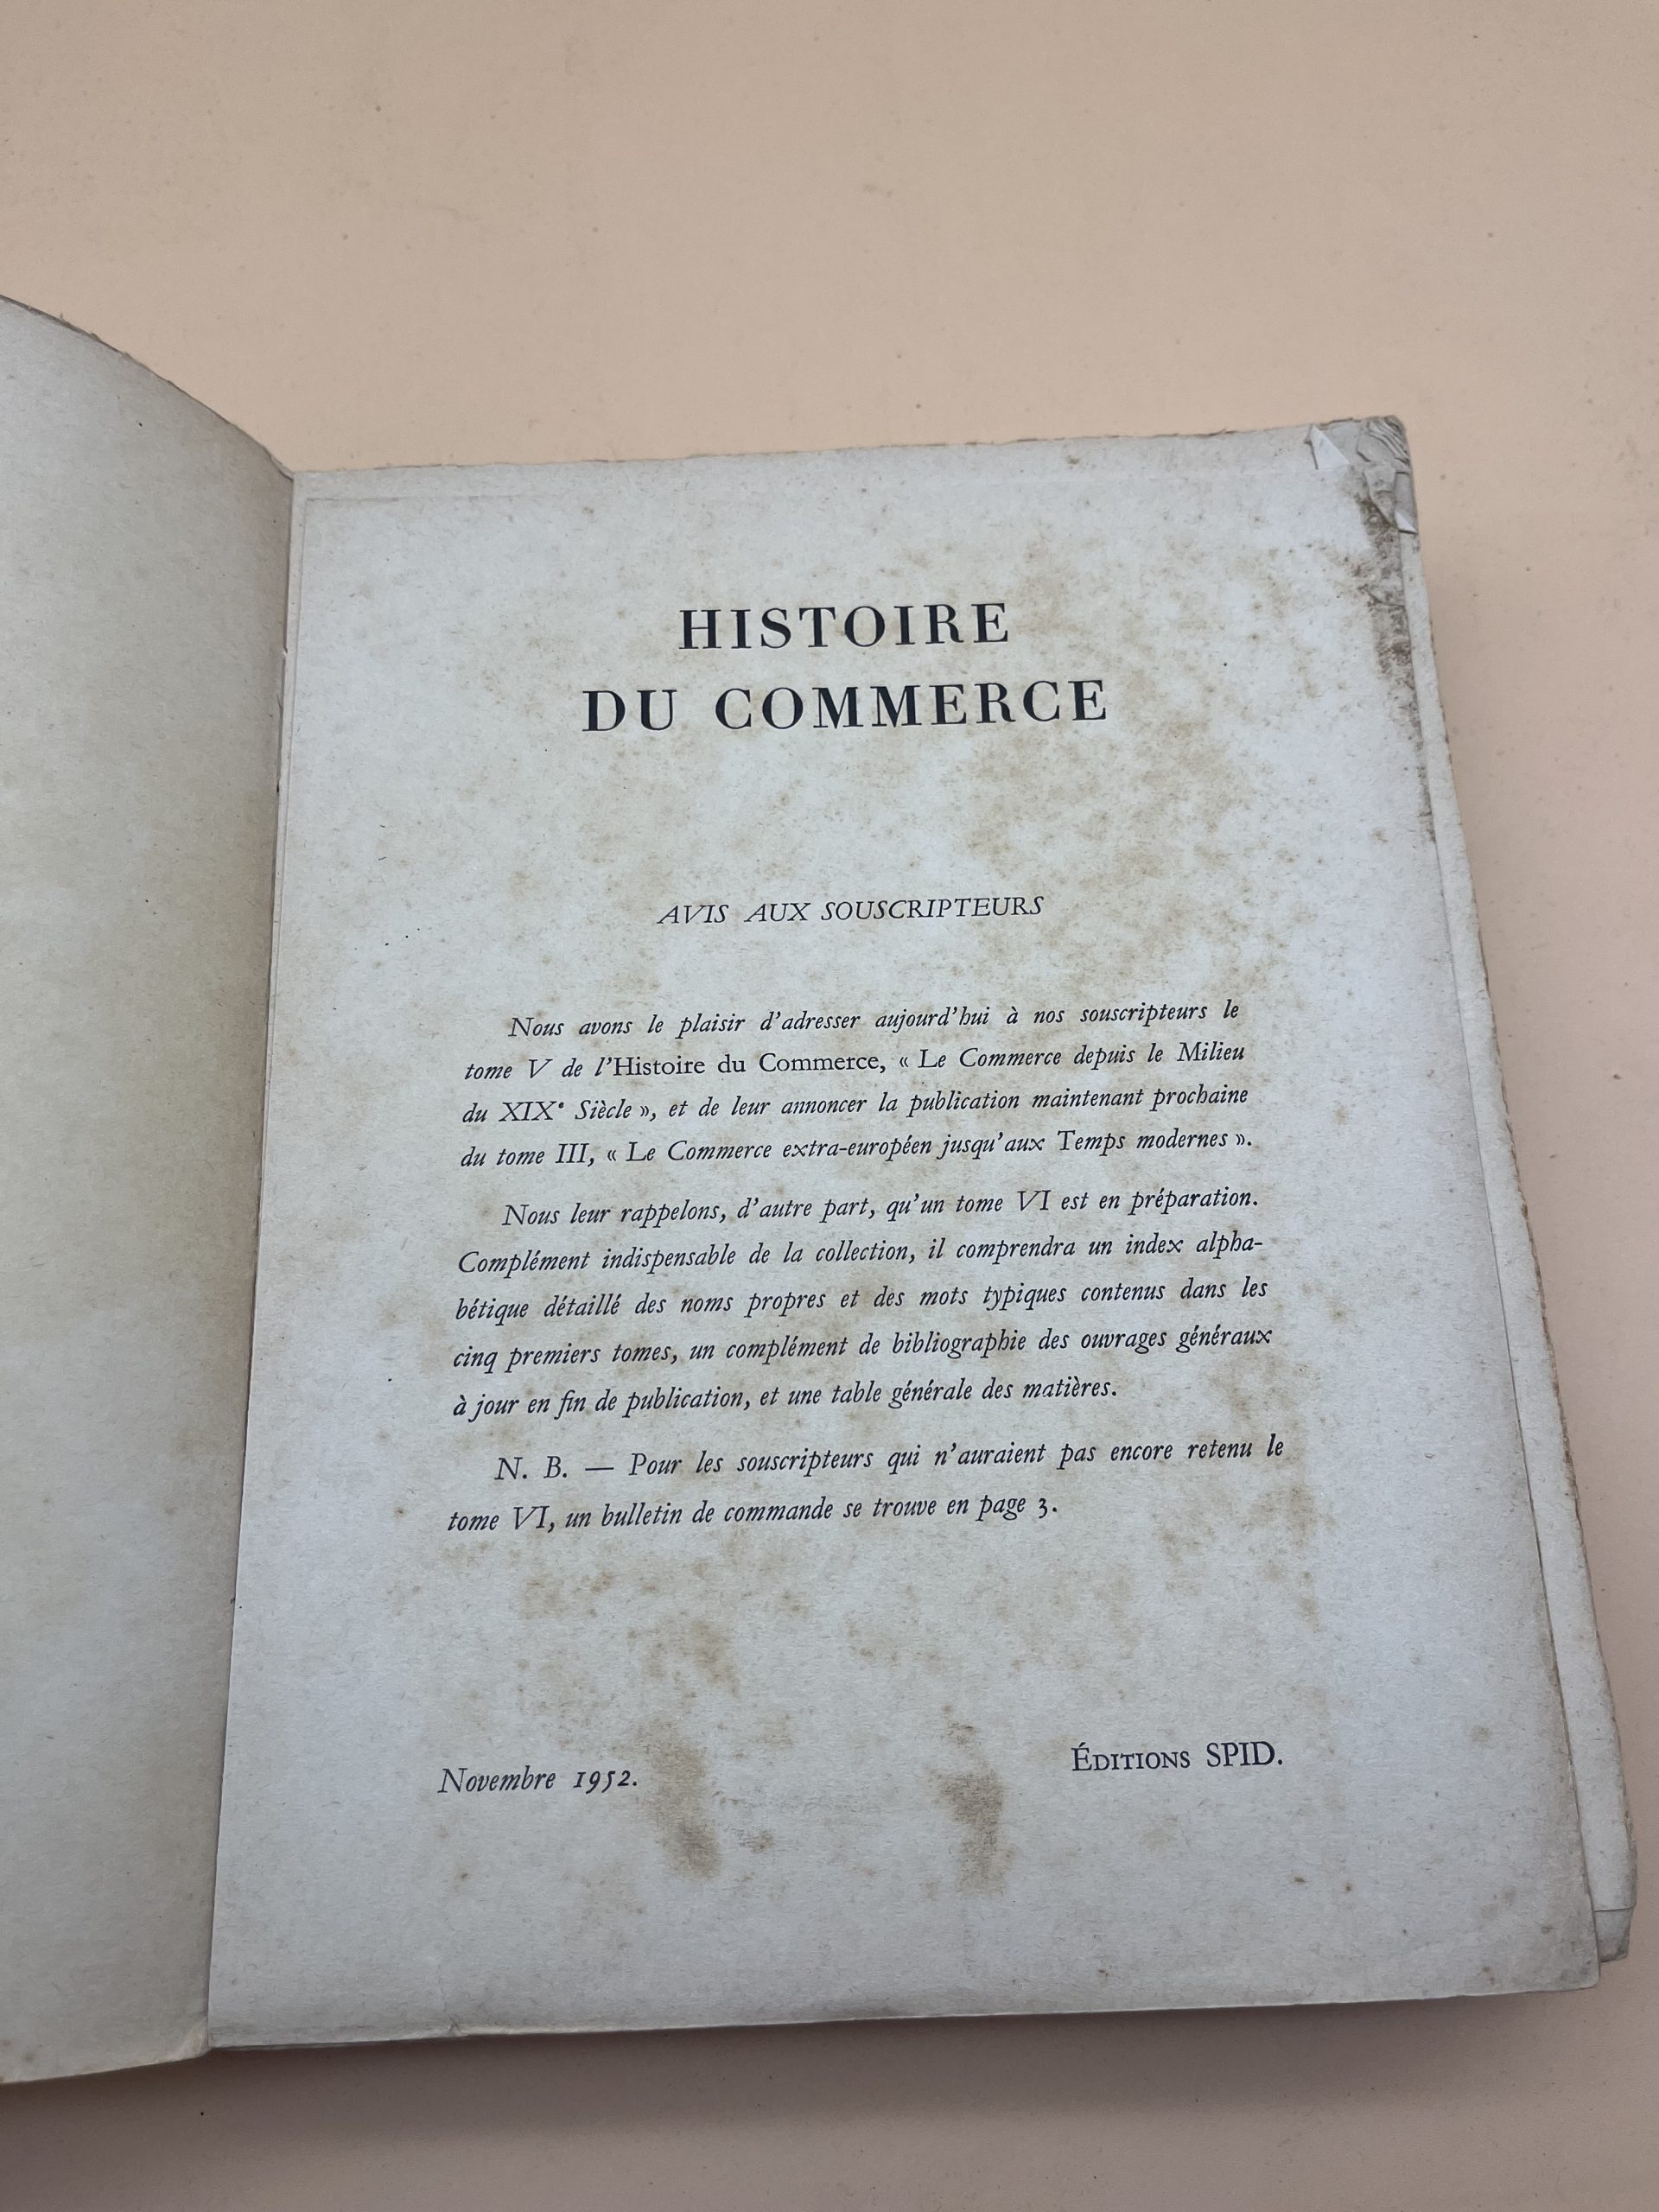 HISTOIRE
DU COMMERCE
AVIS AUX SOUSCRIPTEURS
Nous avons le plaisir d'adresser aujourd'hui à nos souscripteurs le
tome V de l'Histoire du Commerce, « Le Commerce depuis le Milieu
du XIXe Siècle », et de leur annoncer la publication maintenant prochaine
du tome III, « Le Commerce extra-européen jusqu'aux Temps modernes ».
Nous leur rappelons, d'autre part, qu'un tome VI est en préparation.
Complément indispensable de la collection, il comprendra un index alpha-
bétique détaillé des noms propres et des mots typiques contenus dans les
cinq premiers tomes, un complément de bibliographie des ouvrages généraux
à jour en fin de publication, et une table générale des matières.
N. B. — Pour les souscripteurs qui n'auraient pas encore retenu le
tome VI, un bulletin de commande se trouve en page 3.
Novembre 1952.
ÉDITIONS SPID.